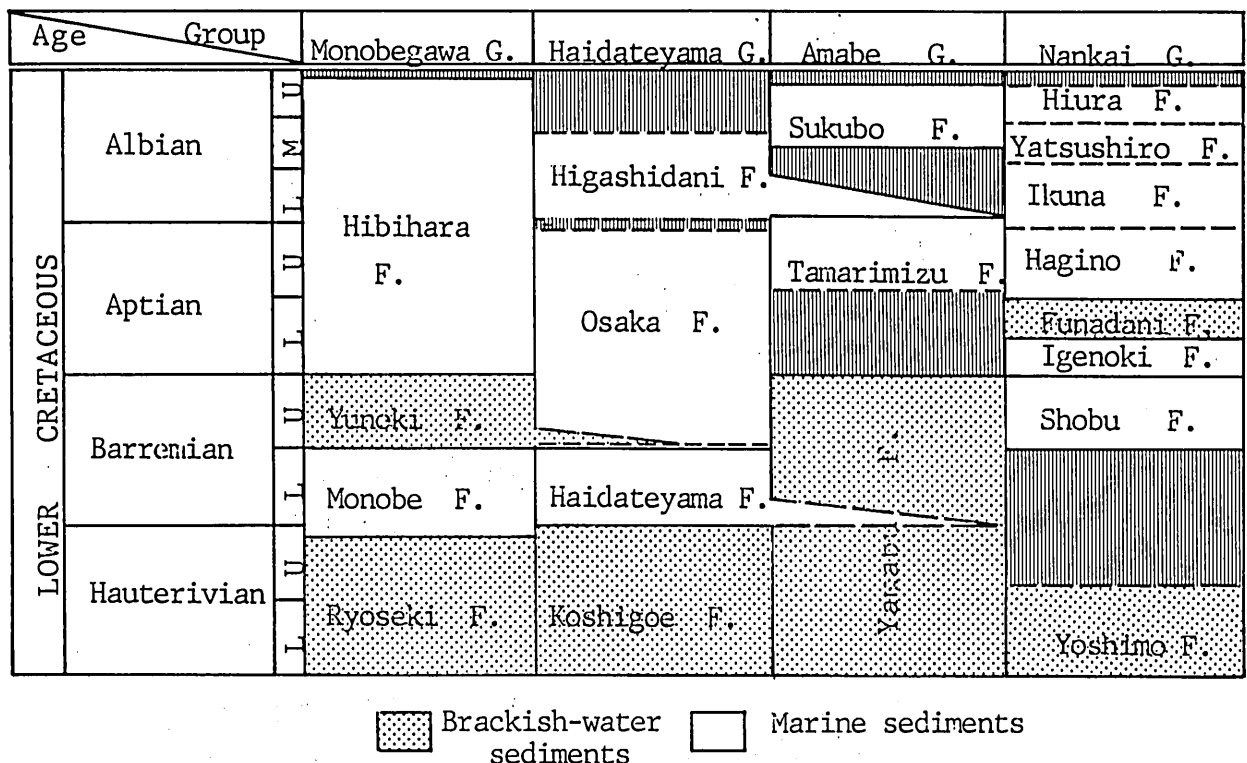 Age Group
Monobegawa G. Haidateyama G. Amabe G. Nankai G.
LOWER CRETACEOUS
Albian
U
M
L
Aptian
U
L
Barremian
U
L
Hauterivian
U
L
Hibihara
F.
Yunoki F.
Monobe F.
Ryoseki F.
Higashidani F.
Osaka F.
Haidateyama F.
Koshigoe F.
Sukubo F.
Tamarimizu F.
F.
Hiura F.
Yatsushiro F.
Ikuna F.
Hagino F.
Funadani F.
Igenoki F.
Shobu F.
Yoshimo F.
Brackish-water
sediments
Marine sediments